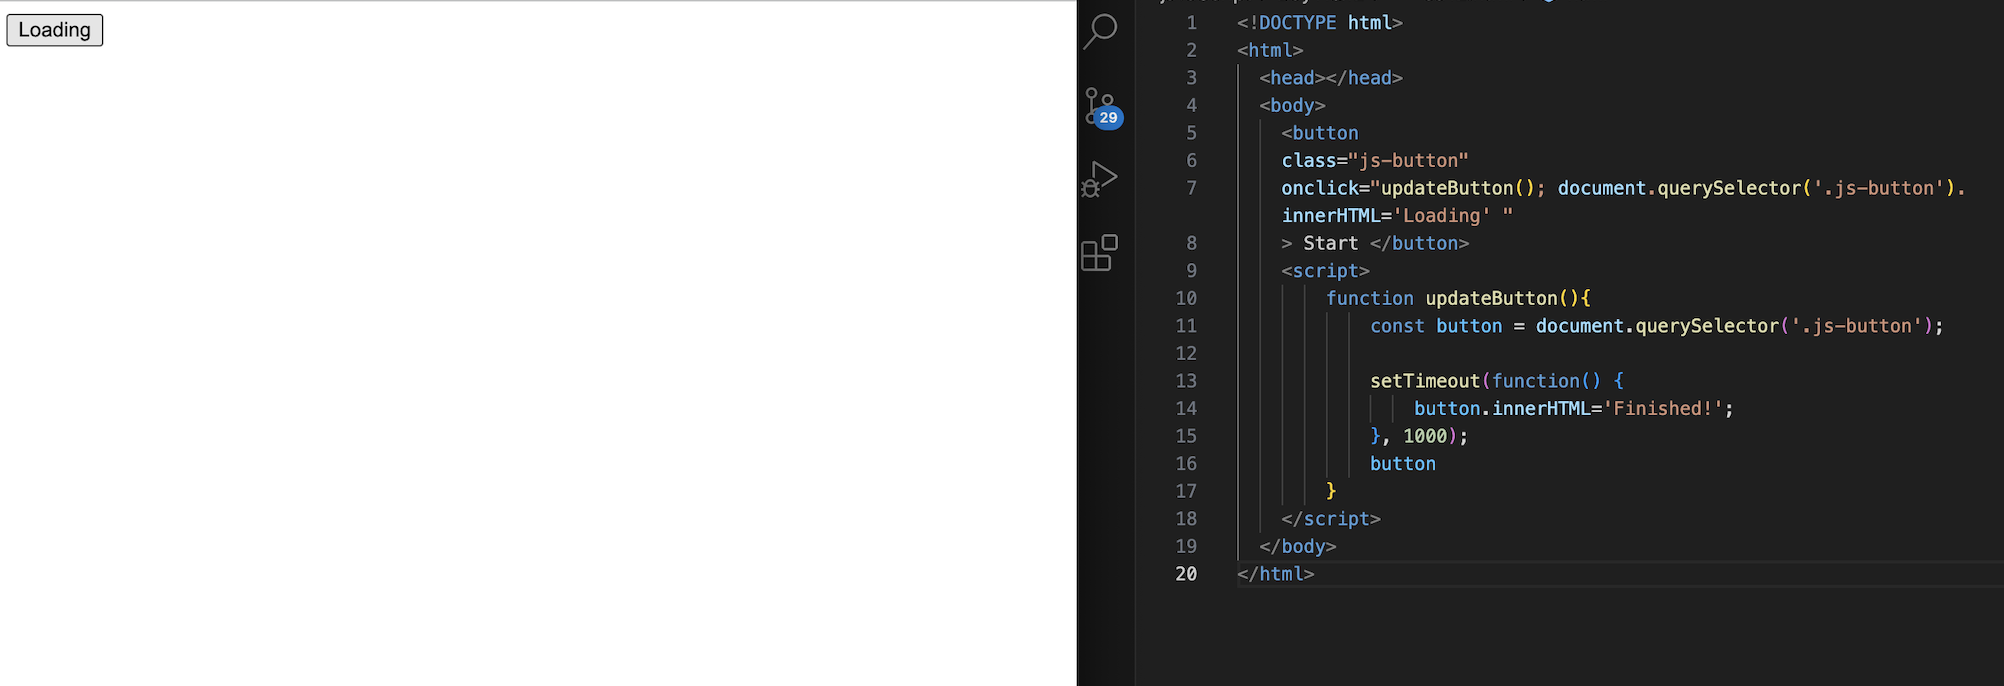 Loading
29
1 <!DOCTYPE html>
2 <html>
3 <head></head>
4 <body>
5 <button
6 class="js-button"
7 onclick="updateButton(); document.querySelector('.js-button').
innerHTML='Loading' "
8 > Start </button>
9 <script>
10 function updateButton(){
11 const button = document.querySelector('.js-button');
12
13 setTimeout(function() {
14 button.innerHTML='Finished!';
15 }, 1000);
16 button
17 }
18 </script>
19 </body>
20 </html>